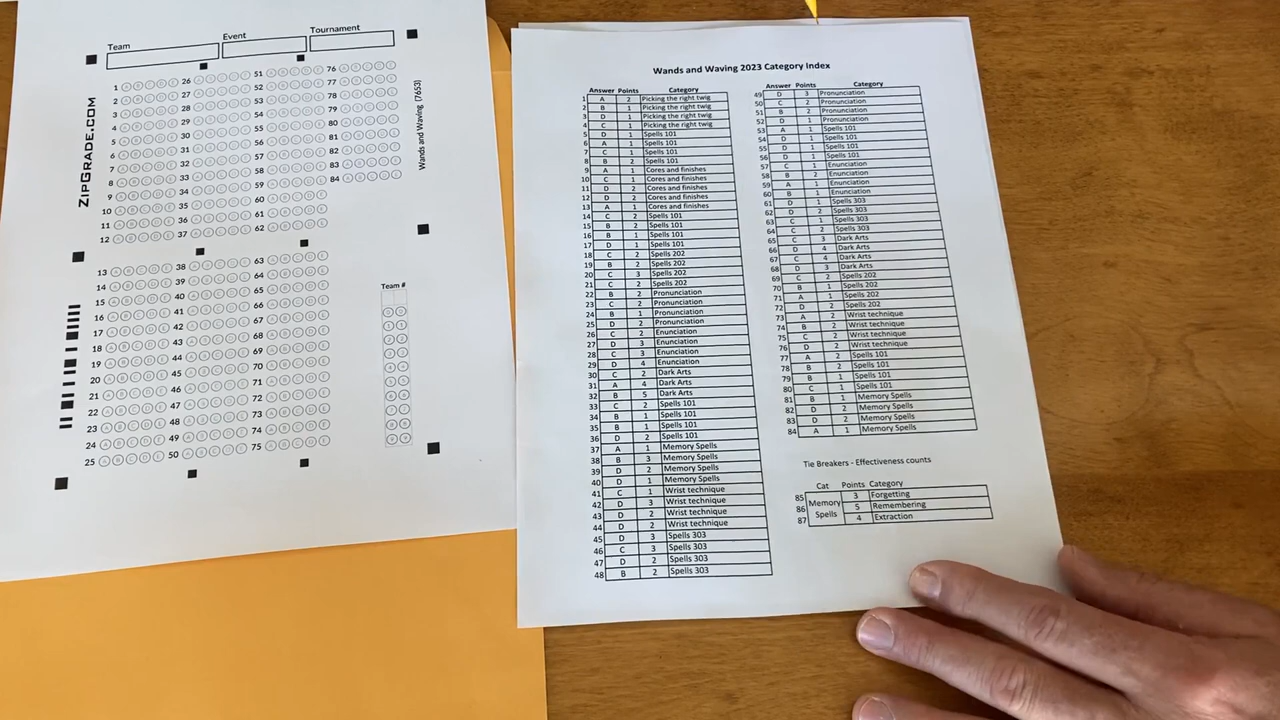 Team Event Tournament
ZIPGRADE.COM
Wands and Waving (7653)
Team #
Wands and Waving 2023 Category Index
Answer Points Category
1 A 2 Picking the right twig
2 B 1 Picking the right twig
3 D 1 Picking the right twig
4 C 1 Picking the right twig
5 D 1 Spells 101
6 A 1 Spells 101
7 C 1 Spells 101
8 B 2 Spells 101
9 A 1 Cores and finishes
10 C 1 Cores and finishes
11 D 2 Cores and finishes
12 D 2 Cores and finishes
13 A 1 Cores and finishes
14 C 2 Spells 101
15 B 2 Spells 101
16 B 1 Spells 101
17 D 1 Spells 101
18 C 2 Spells 202
19 B 2 Spells 202
20 C 3 Spells 202
21 C 2 Spells 202
22 B 2 Pronunciation
23 C 2 Pronunciation
24 B 1 Pronunciation
25 D 2 Pronunciation
26 C 2 Enunciation
27 D 3 Enunciation
28 C 3 Enunciation
29 D 4 Enunciation
30 C 2 Dark Arts
31 A 4 Dark Arts
32 B 5 Dark Arts
33 C 2 Spells 101
34 B 1 Spells 101
35 B 1 Spells 101
36 D 2 Spells 101
37 A 1 Memory Spells
38 B 3 Memory Spells
39 D 2 Memory Spells
40 D 1 Memory Spells
41 C 1 Wrist technique
42 D 3 Wrist technique
43 D 2 Wrist technique
44 D 2 Wrist technique
45 D 3 Spells 303
46 C 3 Spells 303
47 D 2 Spells 303
48 B 2 Spells 303
Answer Points Category
49 D 3 Pronunciation
50 C 2 Pronunciation
51 B 2 Pronunciation
52 D 1 Pronunciation
53 A 1 Spells 101
54 D 1 Spells 101
55 D 1 Spells 101
56 D 1 Spells 101
57 C 1 Enunciation
58 B 2 Enunciation
59 A 1 Enunciation
60 B 1 Enunciation
61 D 1 Spells 303
62 D 2 Spells 303
63 C 1 Spells 303
64 C 2 Spells 303
65 C 3 Dark Arts
66 D 4 Dark Arts
67 C 4 Dark Arts
68 D 3 Dark Arts
69 C 2 Spells 202
70 B 1 Spells 202
71 A 1 Spells 202
72 D 2 Spells 202
73 A 2 Wrist technique
74 B 2 Wrist technique
75 C 2 Wrist technique
76 D 2 Wrist technique
77 A 2 Spells 101
78 B 2 Spells 101
79 B 1 Spells 101
80 C 1 Spells 101
81 B 1 Memory Spells
82 D 2 Memory Spells
83 D 2 Memory Spells
84 A 1 Memory Spells
Tie Breakers - Effectiveness counts
Cat Points Category
85 Memory Spells 3 Forgetting
86 5 Remembering
87 4 Extraction